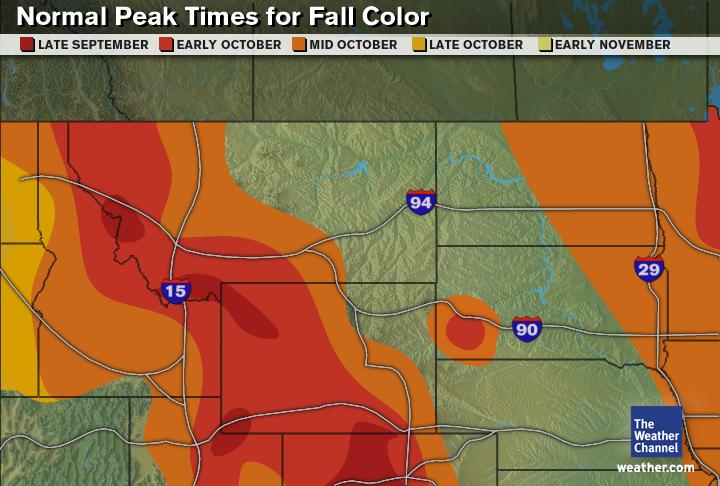 Normal Peak Times for Fall Color
LATE SEPTEMBER EARLY OCTOBER MID OCTOBER LATE OCTOBER EARLY NOVEMBER
94
29
15
90
The
Weather
Channel
weather.com